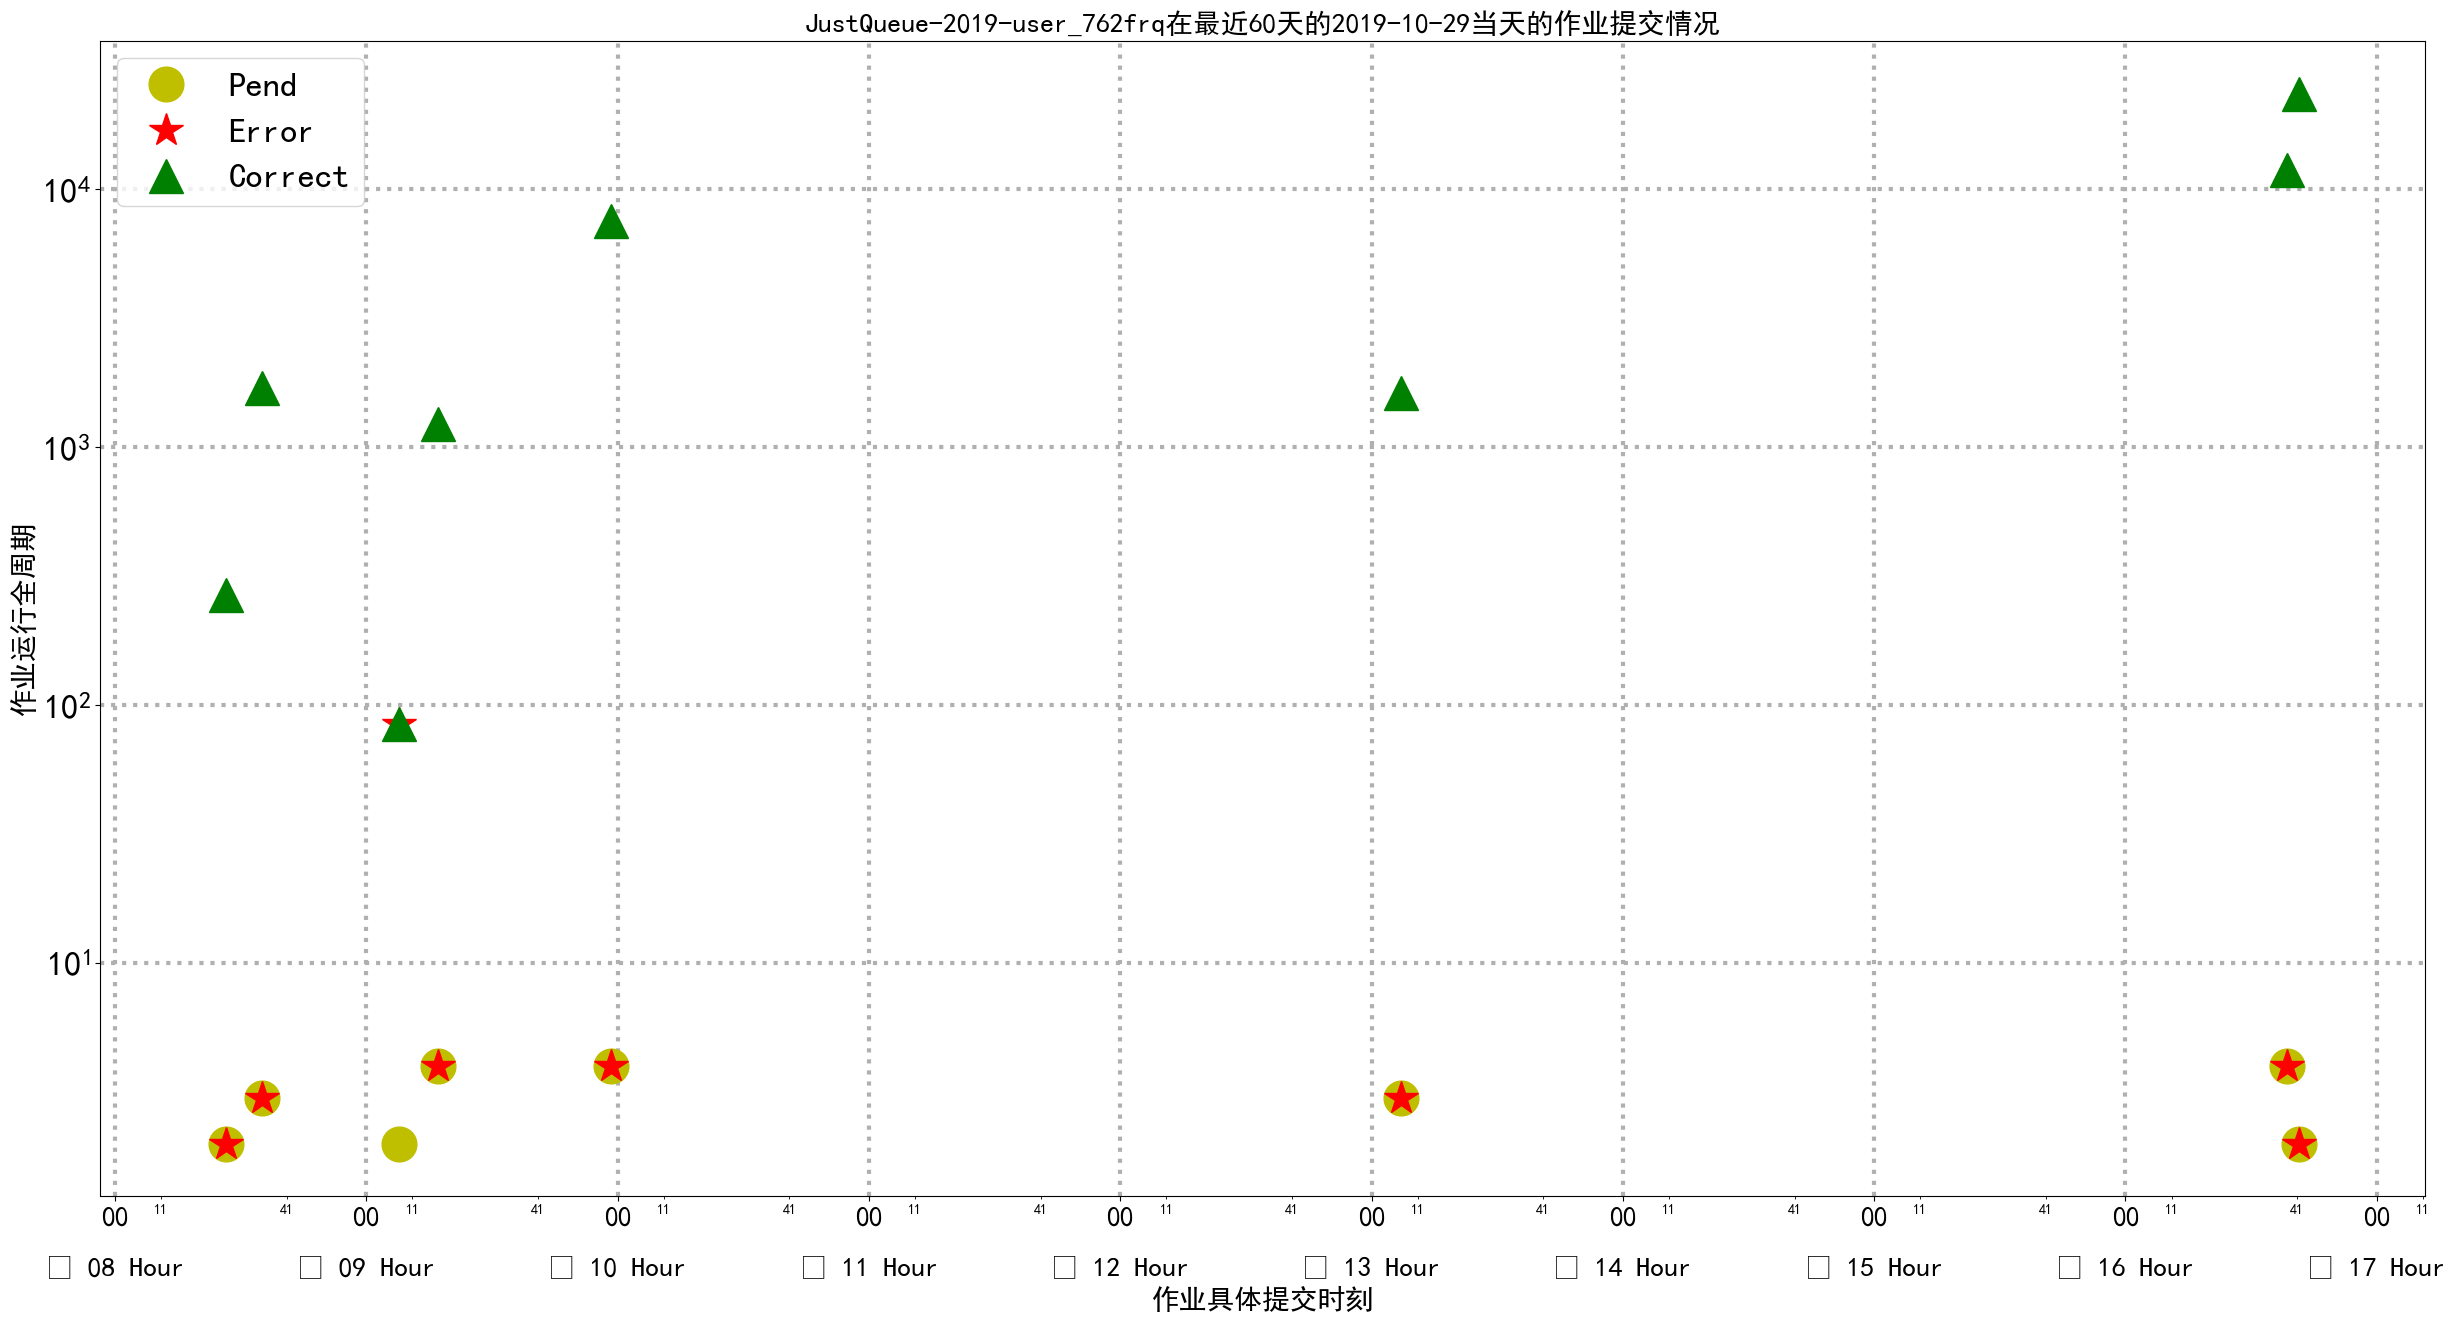 JustQueue-2019-user_762frq在最近60天的2019-10-29当天的作业提交情况
Pend
Error
Correct
10⁴
10³
10²
10¹
作业运行全周期
00 11 41 00 11 41 00 11 41 00 11 41 00 11 41 00 11 41 00 11 41 00 11 41 00 11 41 00 11
08 Hour 09 Hour 10 Hour 11 Hour 12 Hour 13 Hour 14 Hour 15 Hour 16 Hour 17 Hour
作业具体提交时刻